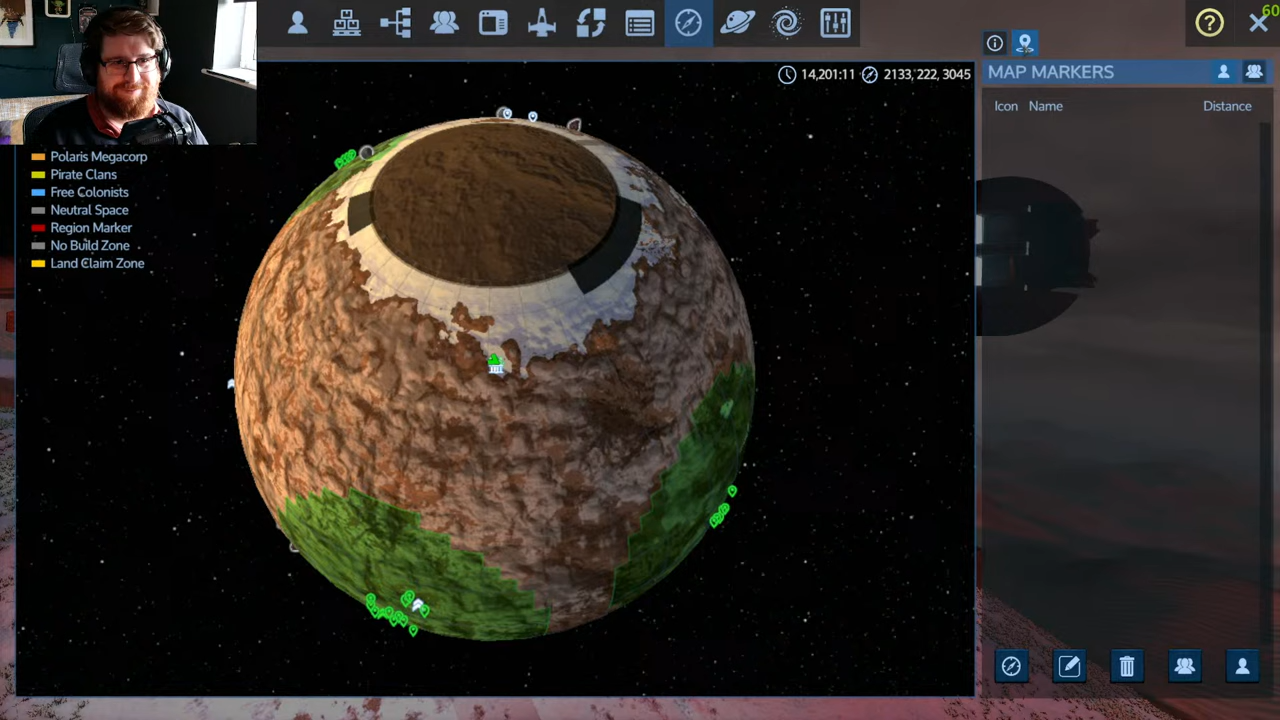 60
14,201:11 2133, 222, 3045
MAP MARKERS
Icon Name Distance
Polaris Megacorp
Pirate Clans
Free Colonists
Neutral Space
Region Marker
No Build Zone
Land Claim Zone